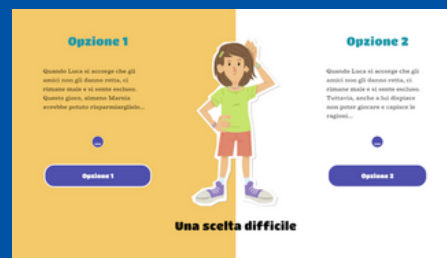 Opzione 1
Quando Luca si accorge che gli
amici non gli danno retta, ci
rimane male e si sente escluso.
Questo gioco, simone Marzia
avrebbe potuto risparmiarglielo...
...
Opzione 1
Opzione 2
Quando Luca si accorge che gli
amici non gli danno retta, ci
rimane male e si sente escluso.
Tuttavia, anche a lui dispiace
non poter giocare e capisce le
ragioni...
...
Opzione 2
Una scelta difficile